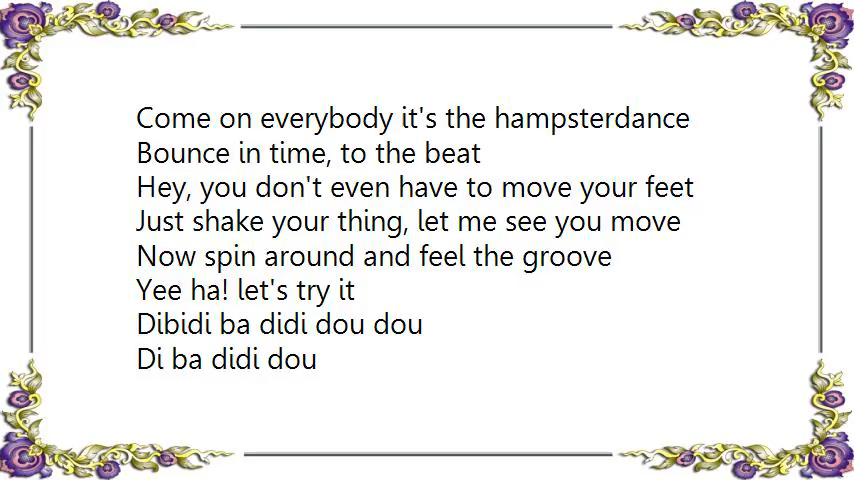 Come on everybody it's the hampsterdance
Bounce in time, to the beat
Hey, you don't even have to move your feet
Just shake your thing, let me see you move
Now spin around and feel the groove
Yee ha! let's try it
Dibidi ba didi dou dou
Di ba didi dou